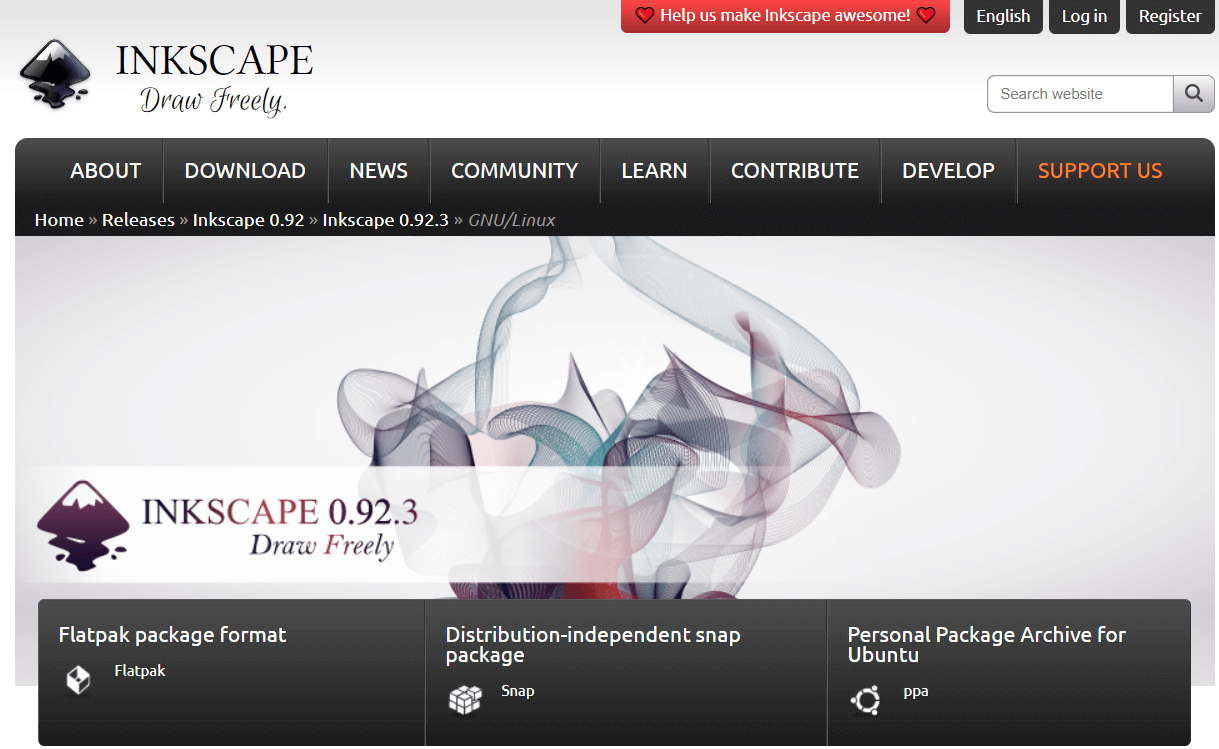 Help us make Inkscape awesome!
English
Log in
Register
INKSCAPE
Draw Freely.
Search website
ABOUT
DOWNLOAD
NEWS
COMMUNITY
LEARN
CONTRIBUTE
DEVELOP
SUPPORT US
Home » Releases » Inkscape 0.92 » Inkscape 0.92.3 » GNU/Linux
INKSCAPE 0.92.3
Draw Freely
Flatpak package format
Flatpak
Distribution-independent snap
package
Snap
Personal Package Archive for
Ubuntu
ppa